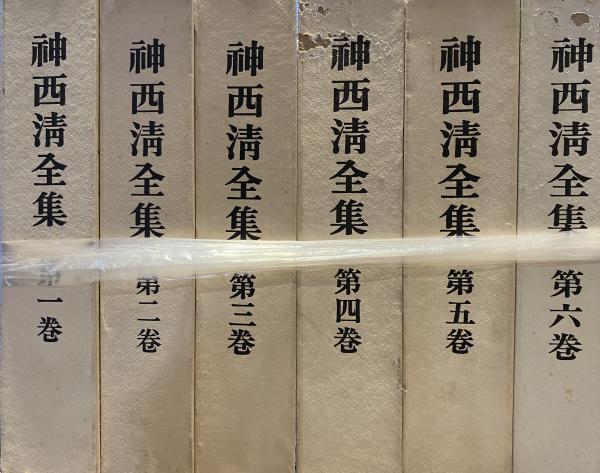 神西清全集 第一巻
神西清全集 第二巻
神西清全集 第三巻
神西清全集 第四巻
神西清全集 第五巻
神西清全集 第六巻